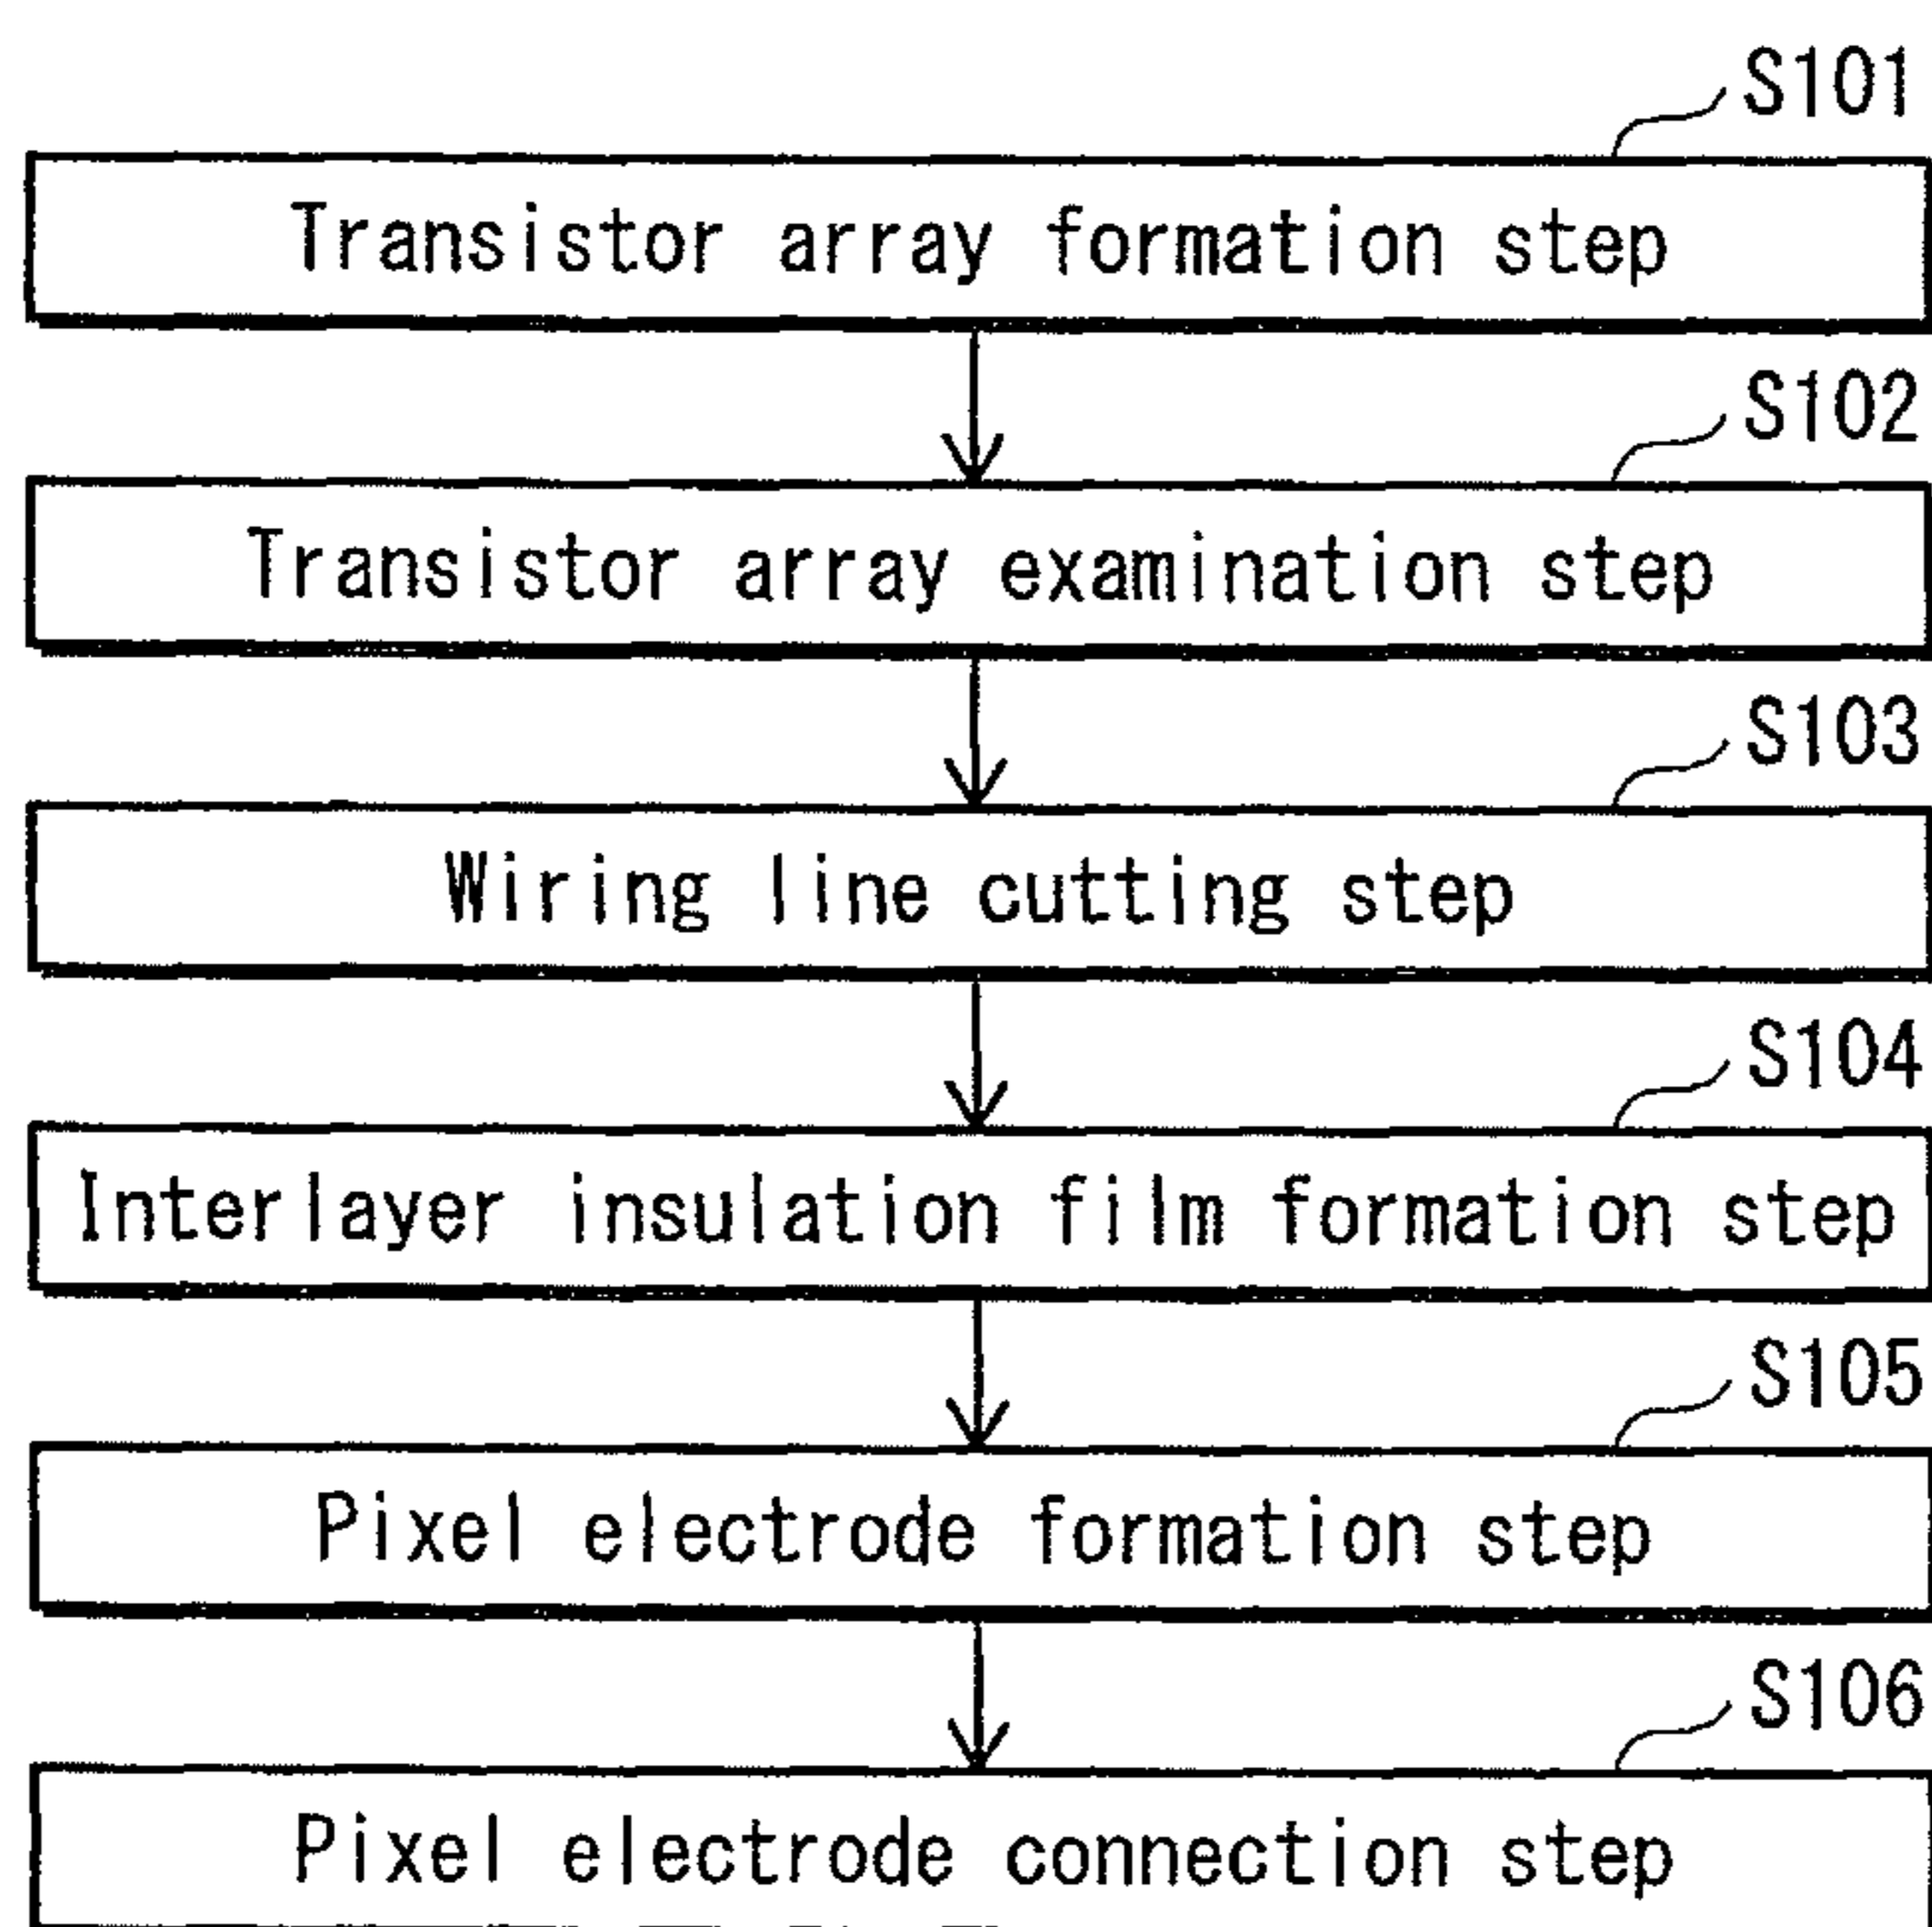 S101
Transistor array formation step
S102
Transistor array examination step
S103
Wiring line cutting step
S104
Interlayer insulation film formation step
S105
Pixel electrode formation step
S106
Pixel electrode connection step